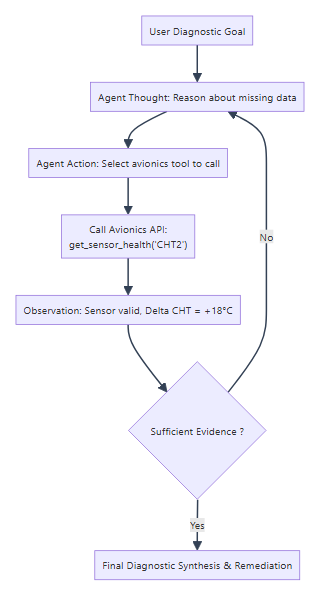 User Diagnostic Goal
Agent Thought: Reason about missing data
Agent Action: Select avionics tool to call
Call Avionics API:
get_sensor_health('CHT2')
No
Observation: Sensor valid, Delta CHT = +18°C
Sufficient Evidence ?
Yes
Final Diagnostic Synthesis & Remediation